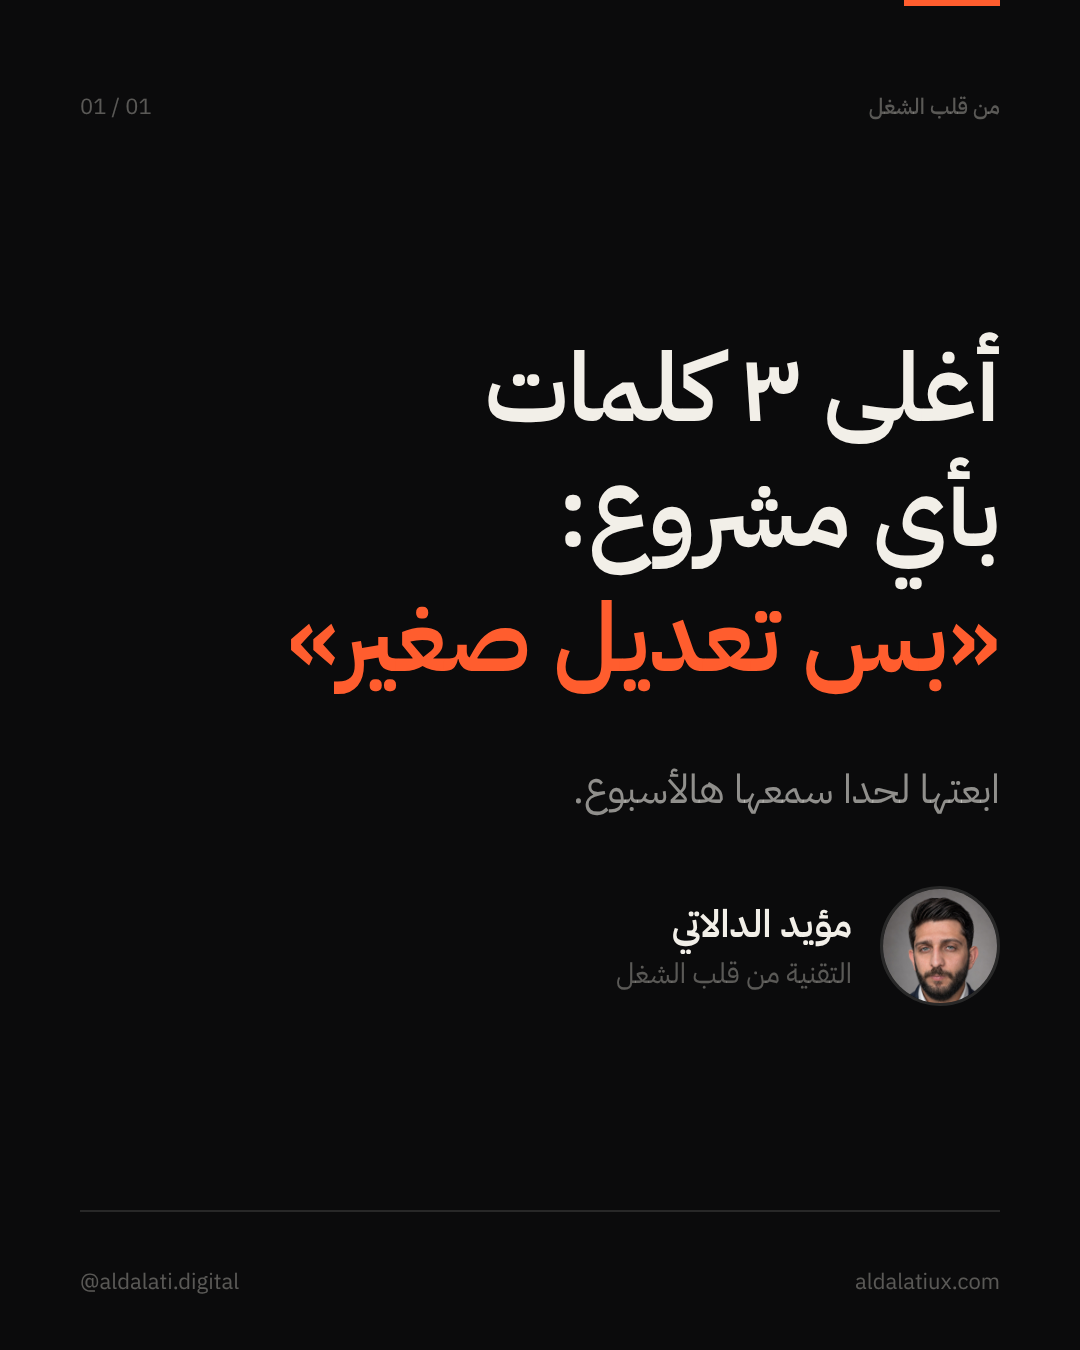 من قلب الشغل
01 / 01
أغلى ٣ كلمات
بأي مشروع:
«بس تعديل صغير»
ابعتها لحدا سمعها هالأسبوع.
مؤيد الدالاتي
التقنية من قلب الشغل
aldalatiux.com
@aldalati.digital